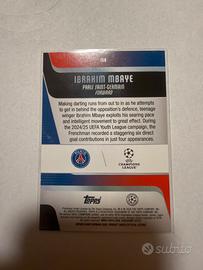 IBRAHIM MBAYE
PARIS SAINT-GERMAIN
FORWARD
Making darting runs from out to in as he attempts
to get in behind the opposition's defence, teenage
winger Ibrahim Mbaye exploits his searing pace
and intelligent movement to great effect. During
the 2024/25 UEFA Youth League campaign, the
Frenchman recorded a staggering six direct
goal contributions in just four appearances.
UEFA
CHAMPIONS
LEAGUE
topps
subito